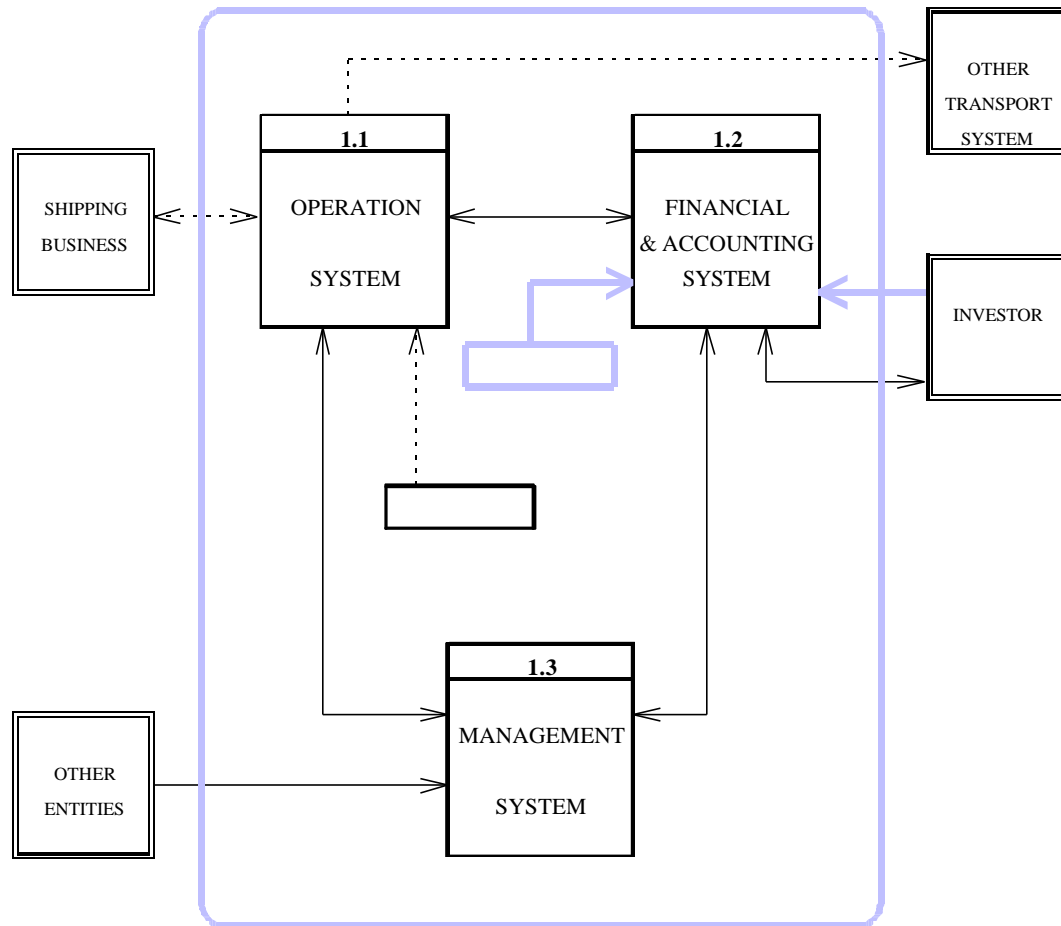 OTHER
TRANSPORT
SYSTEM
1.1
1.2
SHIPPING
BUSINESS
OPERATION
SYSTEM
FINANCIAL
& ACCOUNTING
SYSTEM
INVESTOR
1.3
MANAGEMENT
SYSTEM
OTHER
ENTITIES